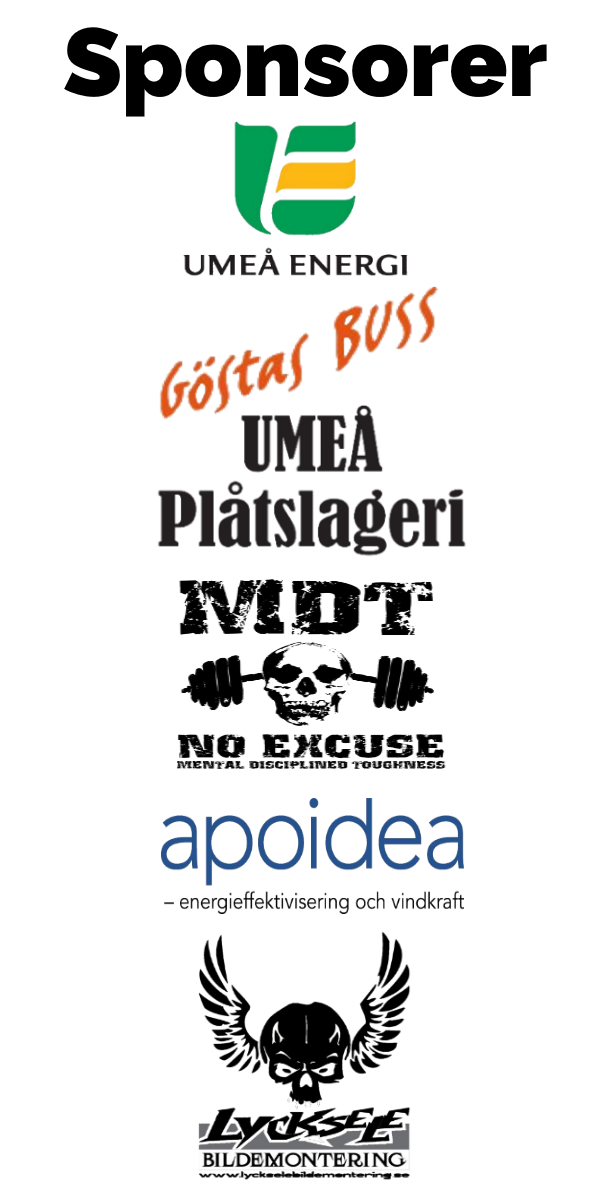 Sponsorer
UMEÅ ENERGI
Göstas BUSS
UMEÅ
Plåtslageri
MDT
NO EXCUSE
MENTAL DISCIPLINED TOUGHNESS
apoidea
– energieffektivisering och vindkraft
LYCKSELE
BILDEMONTERING
www.lyckselebildemontering.se